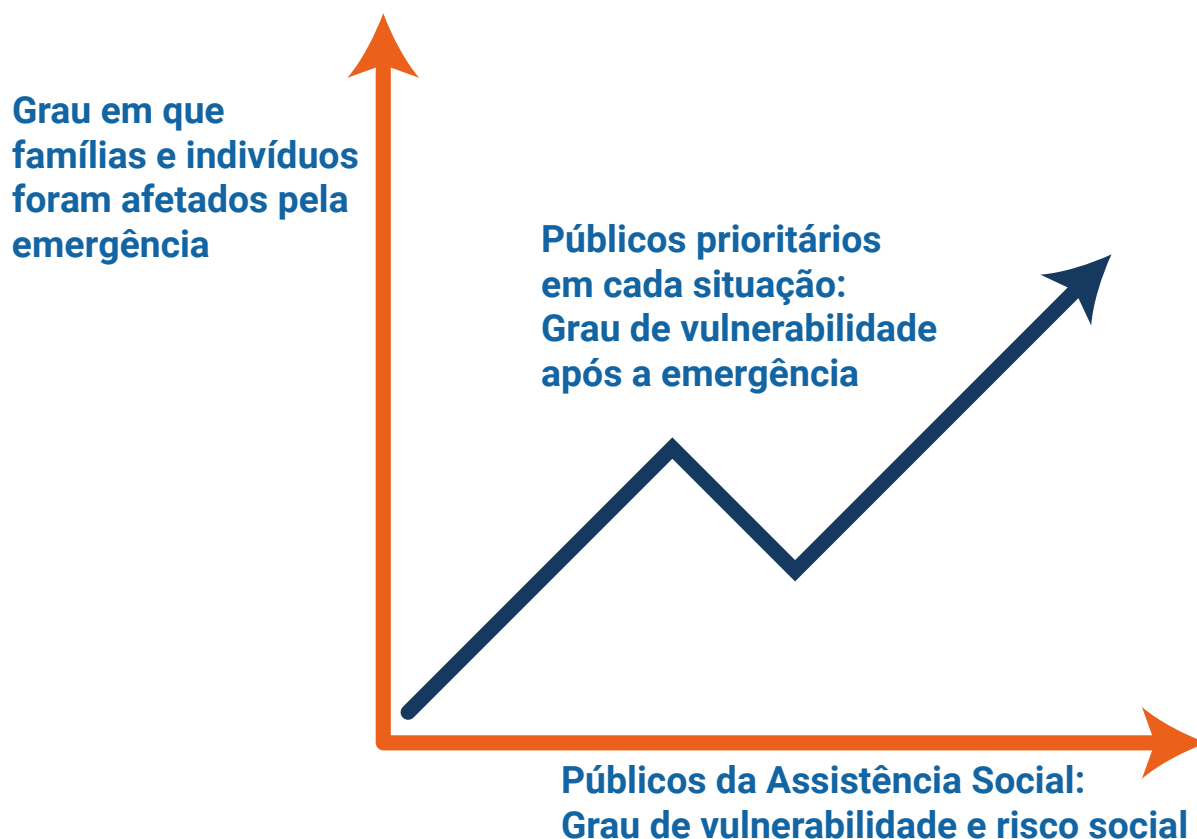 Grau em que
famílias e indivíduos
foram afetados pela
emergência
Públicos prioritários
em cada situação:
Grau de vulnerabilidade
após a emergência
Públicos da Assistência Social:
Grau de vulnerabilidade e risco social